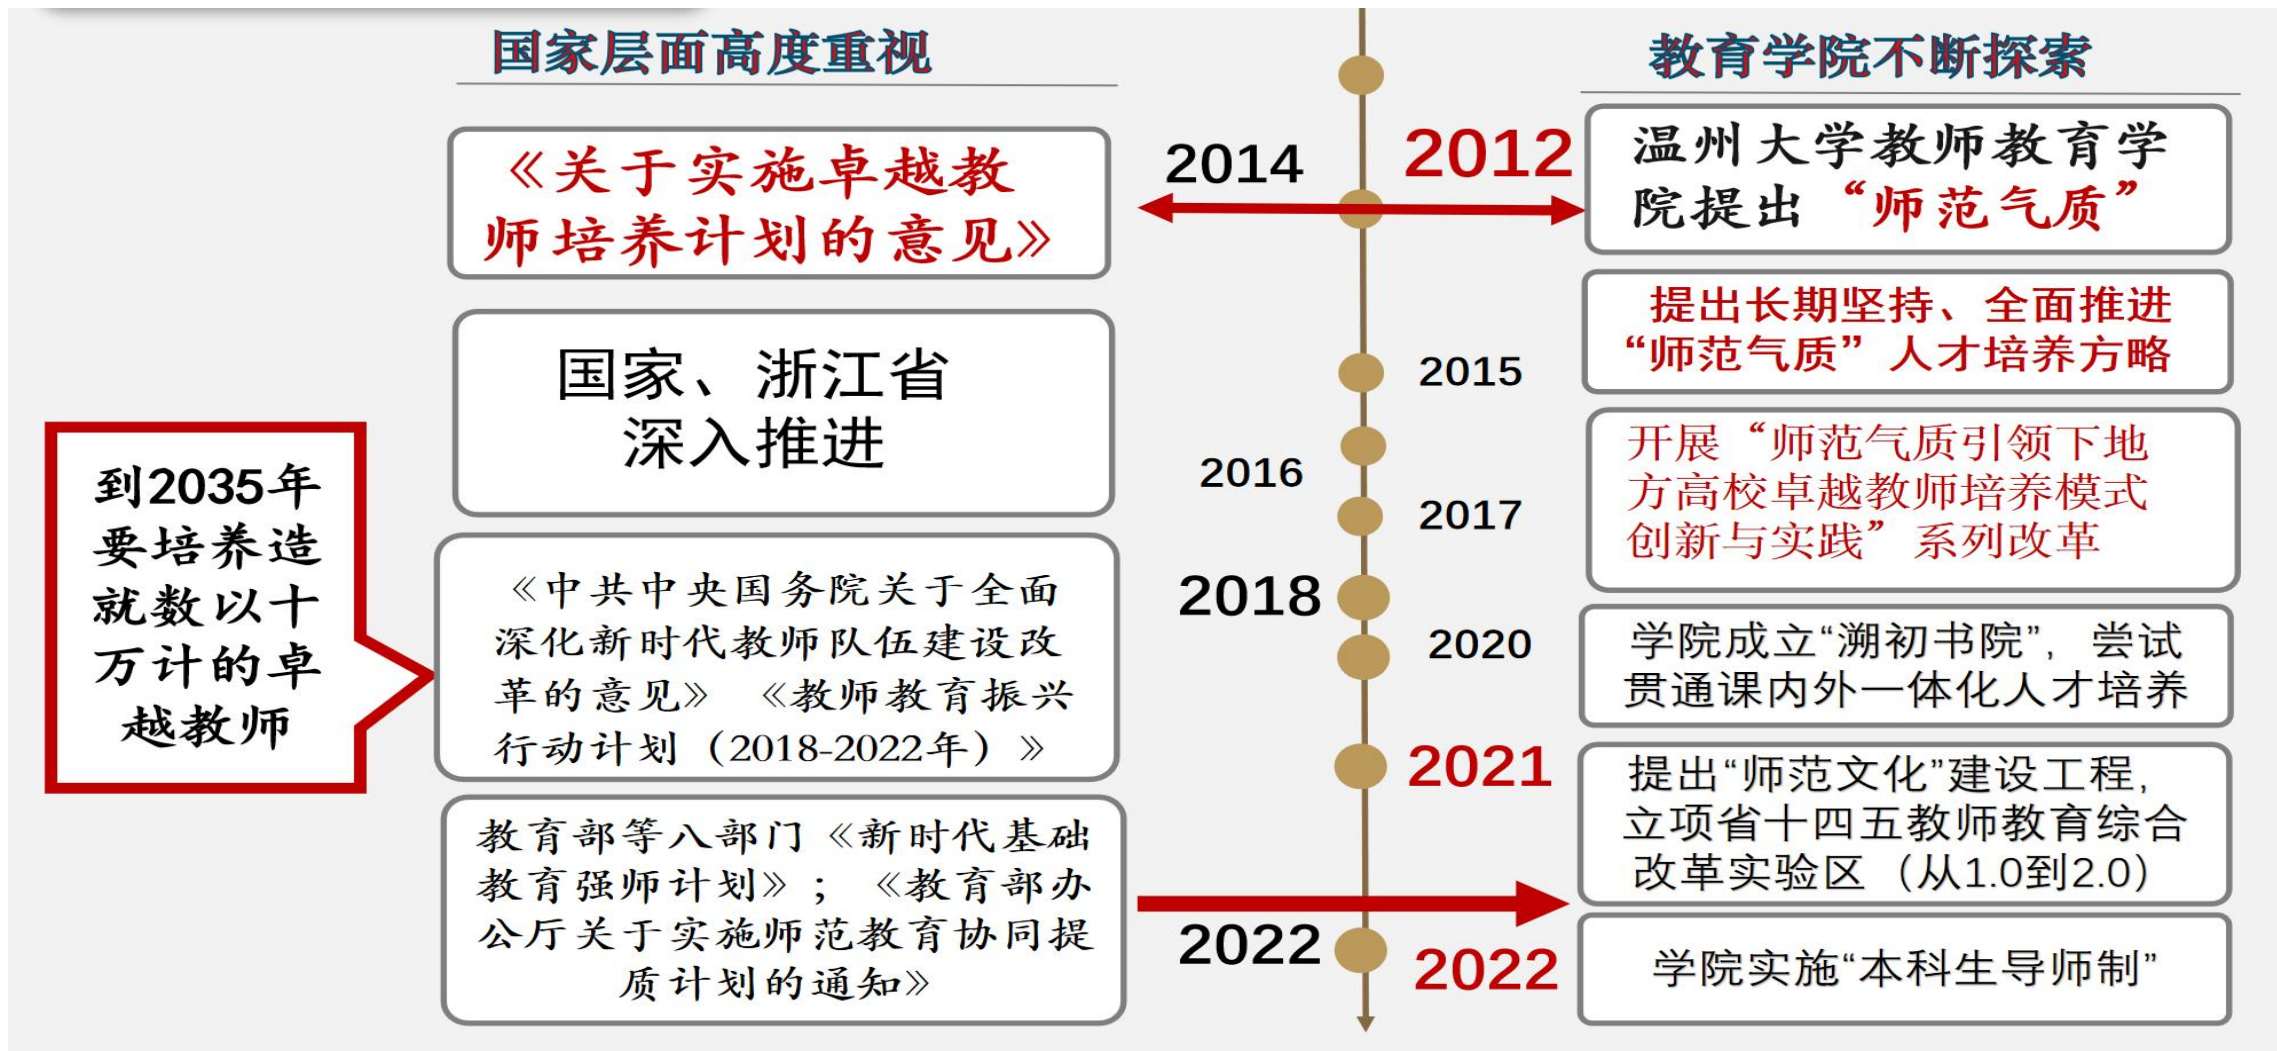 国家层面高度重视
《关于实施卓越教
师培养计划的意见》
国家、浙江省
深入推进
到2035年
要培养造
就数以十
万计的卓
越教师
《中共中央国务院关于全面
深化新时代教师队伍建设改
革的意见》 《教师教育振兴
行动计划（2018-2022年）》
教育部等八部门《新时代基础
教育强师计划》； 《教育部办
公厅关于实施师范教育协同提
质计划的通知》
2014
2016
2018
2022
教育学院不断探索
2012
温州大学教师教育学
院提出“师范气质”
2015
提出长期坚持、全面推进
“师范气质”人才培养方略
2017
开展“师范气质引领下地
方高校卓越教师培养模式
创新与实践”系列改革
2020
学院成立“溯初书院”，尝试
贯通课内外一体化人才培养
2021
提出“师范文化”建设工程，
立项省十四五教师教育综合
改革实验区（从1.0到2.0）
2022
学院实施“本科生导师制”